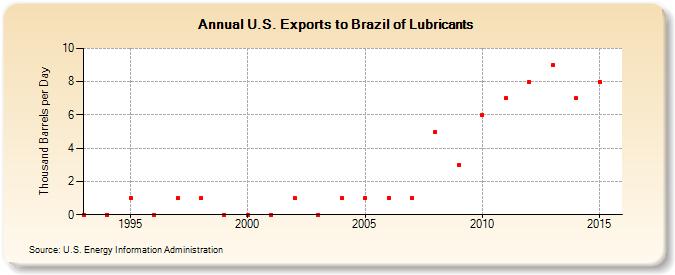 Annual U.S. Exports to Brazil of Lubricants
Thousand Barrels per Day
10
8
6
4
2
0
1995 2000 2005 2010 2015
Source: U.S. Energy Information Administration